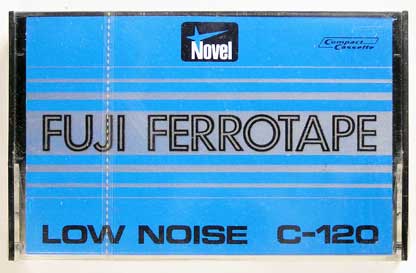 Novel
Compact
Cassette
FUJI FERROTAPE
LOW NOISE C-120